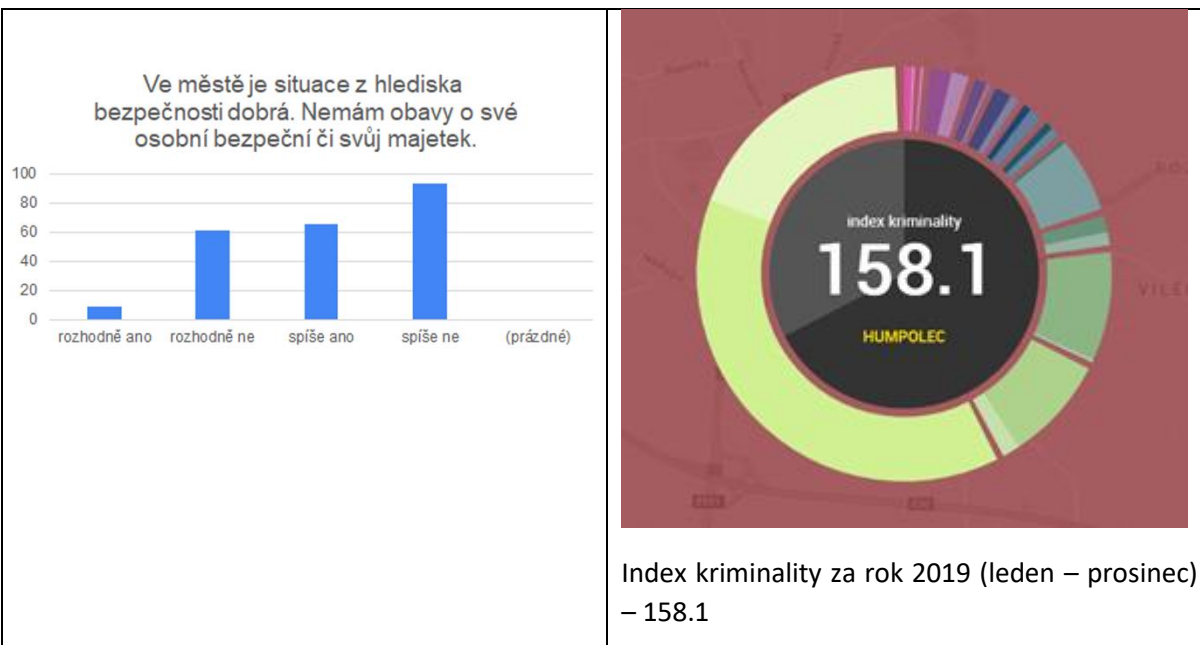 Ve městě je situace z hlediska
bezpečnosti dobrá. Nemám obavy o své
osobní bezpeční či svůj majetek.
100
80
60
40
20
0
rozhodně ano
rozhodně ne
spíše ano
spíše ne
(prázdné)
index kriminality
158.1
HUMPOLEC
Index kriminality za rok 2019 (leden – prosinec)
– 158.1